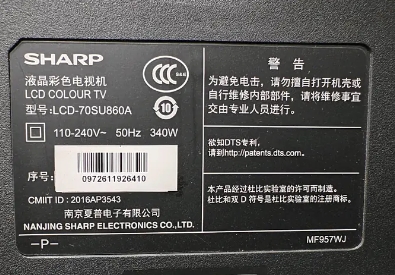 SHARP
液晶彩色电视机
LCD COLOUR TV
型号:LCD-70SU860A
110-240V~ 50Hz 340W
序号:
0972611926410
CMIIT ID : 2016AP3543
南京夏普电子有限公司
NANJING SHARP ELECTRONICS CO.,LTD.
–P–
10
警告
为避免电击,请勿擅自打开机壳或
自行维修内部部件,请将维修事宜
交由专业人员进行。
欲知DTS专利,
请到http://patents.dts.com.
本产品经过杜比实验室的许可而制造。
杜比和双 D 符号是杜比实验室的注册商标。
MF957WJ